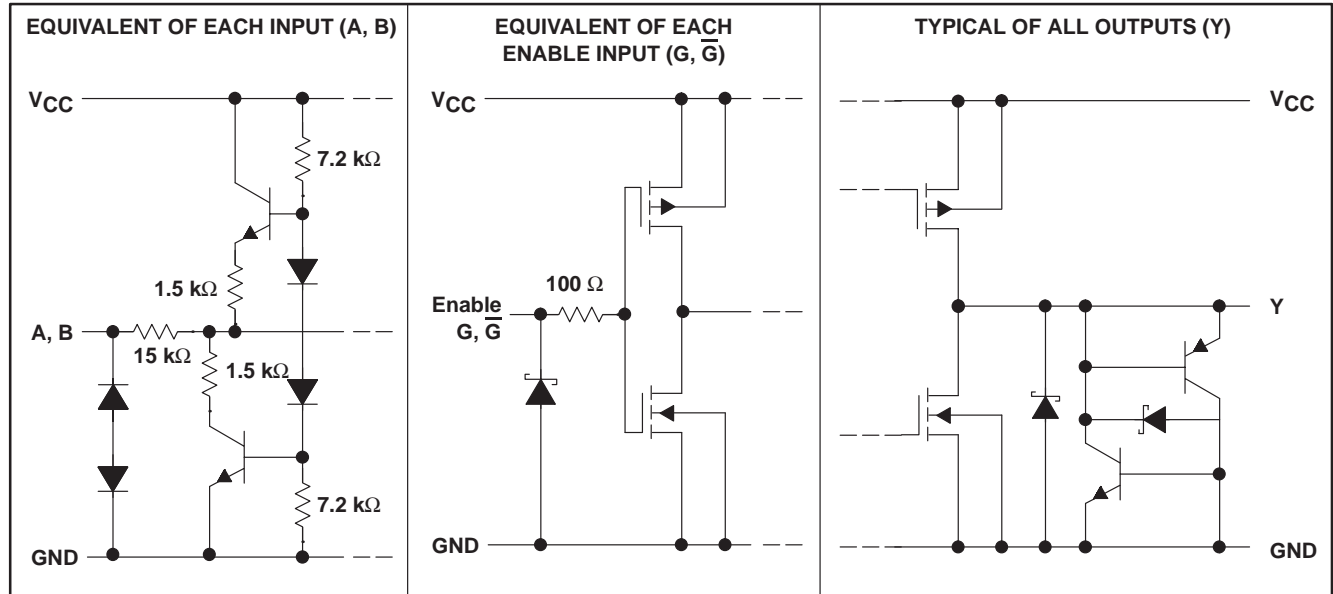 EQUIVALENT OF EACH INPUT (A, B)
VCC
7.2 kΩ
1.5 kΩ
A, B
15 kΩ
1.5 kΩ
7.2 kΩ
GND
EQUIVALENT OF EACH
ENABLE INPUT (G, G̅)
VCC
100 Ω
Enable
G, G̅
GND
TYPICAL OF ALL OUTPUTS (Y)
VCC
Y
GND